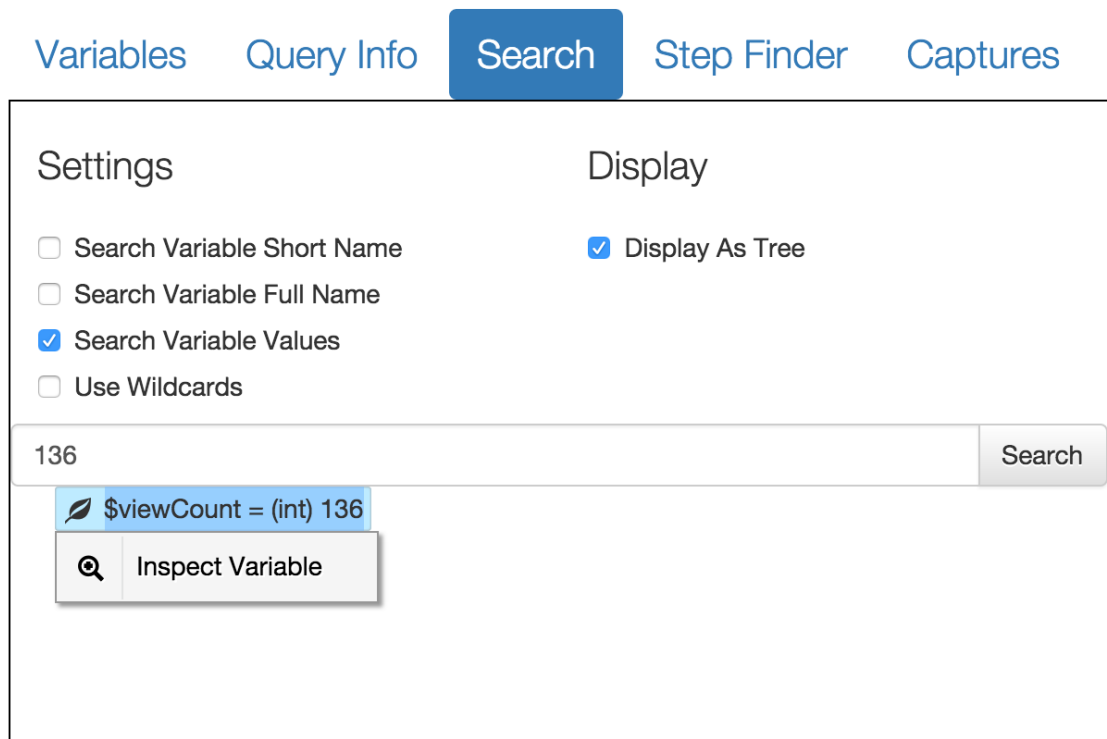 Variables Query Info Search Step Finder Captures
Settings Display
Search Variable Short Name Display As Tree
Search Variable Full Name
Search Variable Values
Use Wildcards
136 Search
$viewCount = (int) 136
Inspect Variable